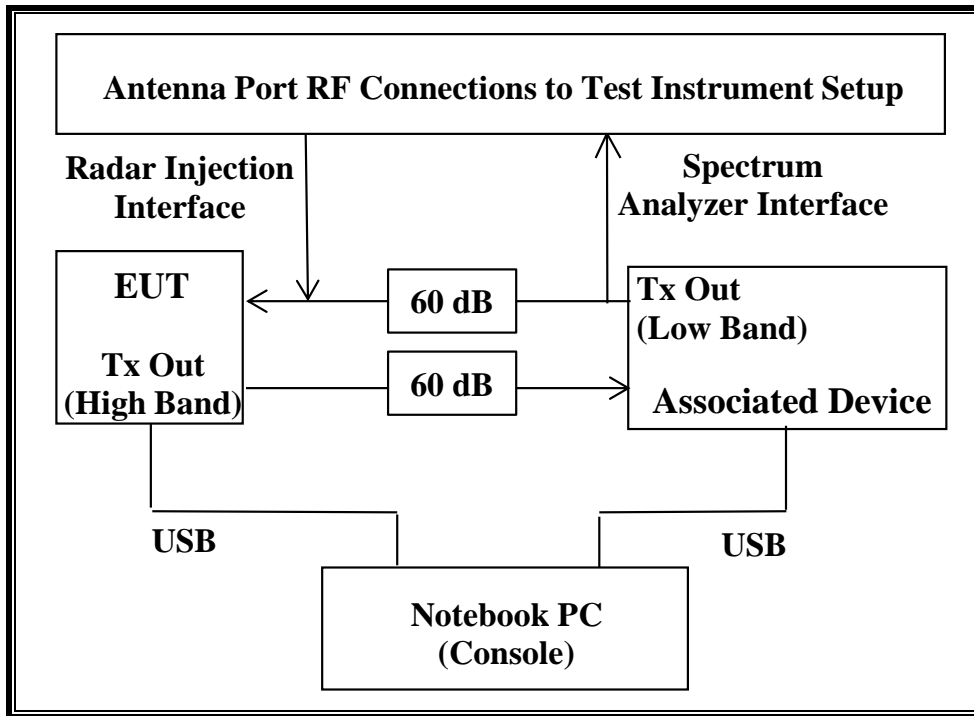 Antenna Port RF Connections to Test Instrument Setup
Radar Injection
Interface
Spectrum
Analyzer Interface
EUT
Tx Out
(High Band)
60 dB
60 dB
Tx Out
(Low Band)
Associated Device
USB
USB
Notebook PC
(Console)